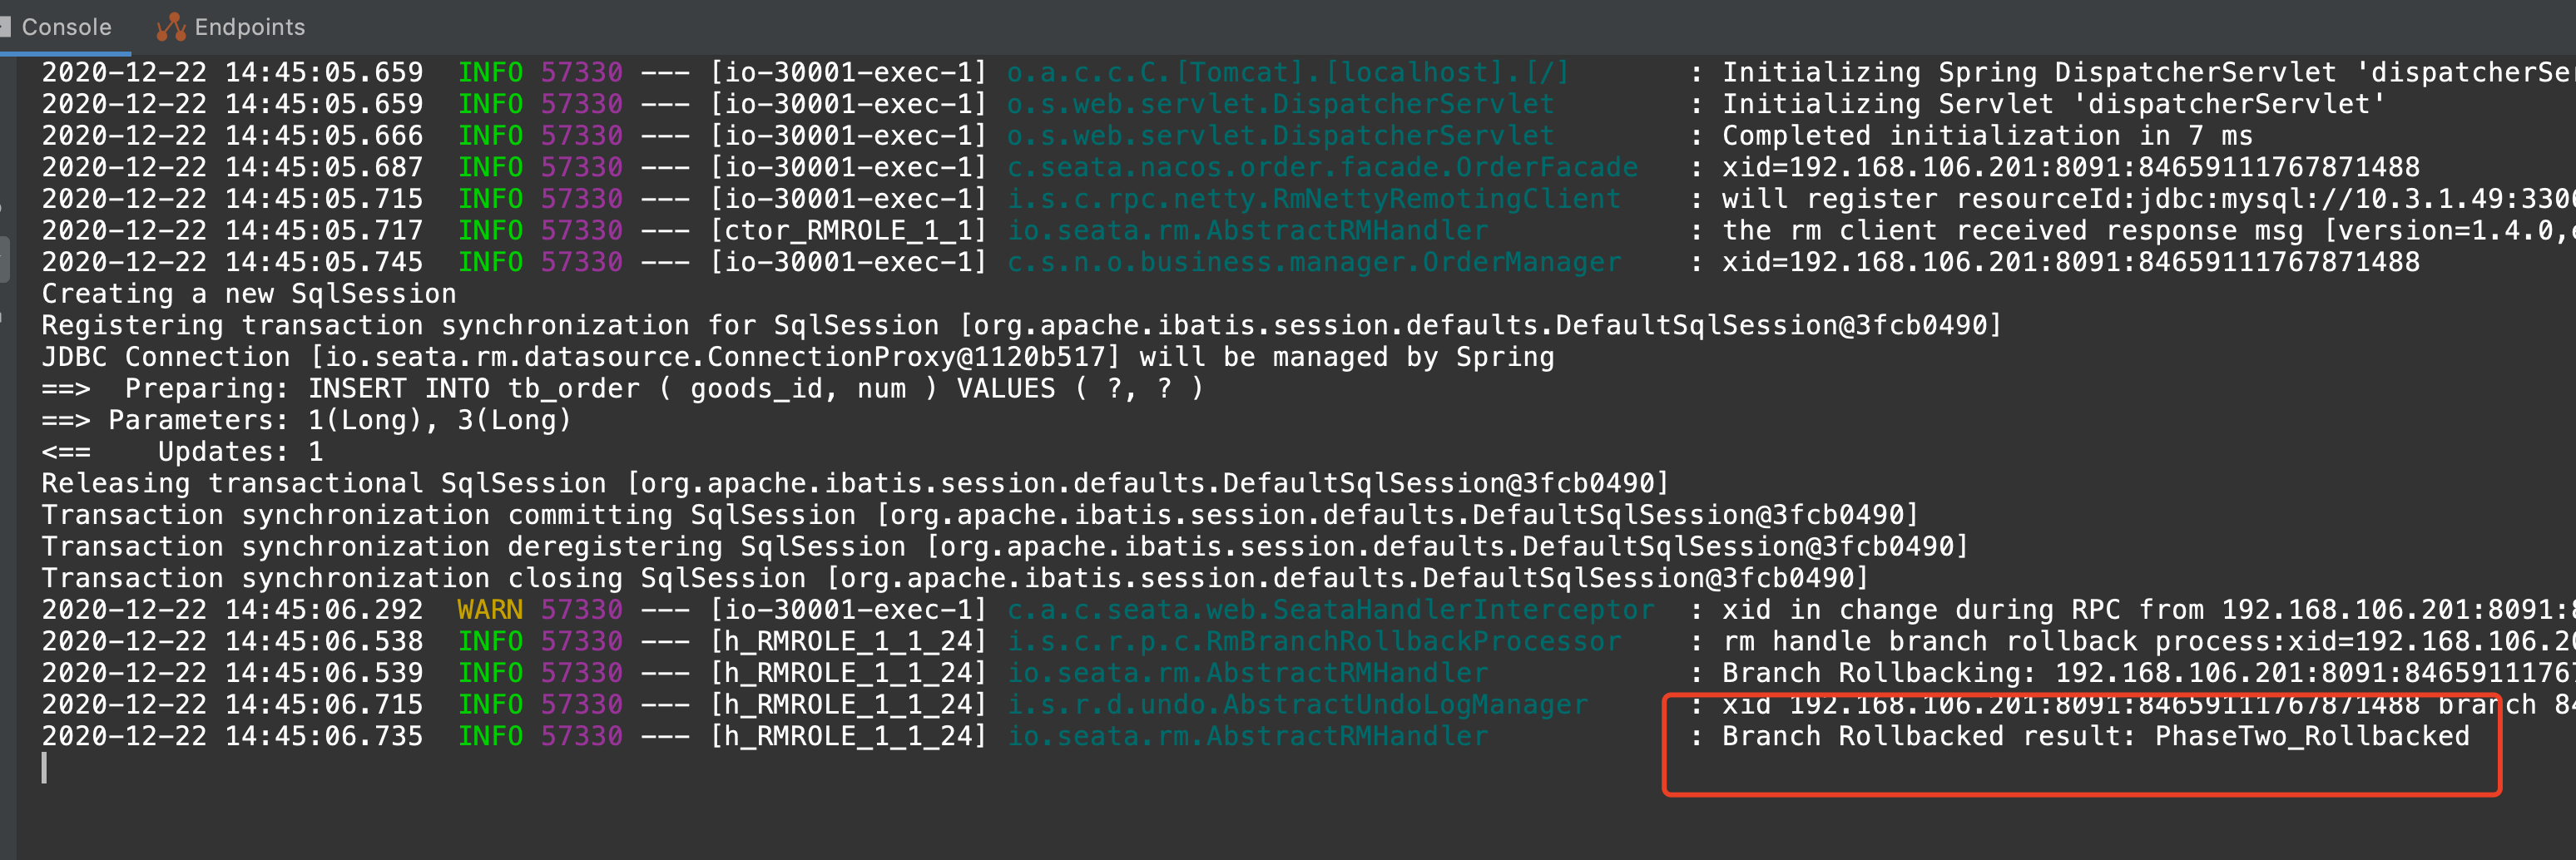 Console Endpoints
2020-12-22 14:45:05.659 INFO 57330 --- [io-30001-exec-1] o.a.c.c.C.[Tomcat].[localhost].[/] : Initializing Spring DispatcherServlet 'dispatcherSe
2020-12-22 14:45:05.659 INFO 57330 --- [io-30001-exec-1] o.s.web.servlet.DispatcherServlet : Initializing Servlet 'dispatcherServlet'
2020-12-22 14:45:05.666 INFO 57330 --- [io-30001-exec-1] o.s.web.servlet.DispatcherServlet : Completed initialization in 7 ms
2020-12-22 14:45:05.687 INFO 57330 --- [io-30001-exec-1] c.seata.nacos.order.facade.OrderFacade : xid=192.168.106.201:8091:84659111767871488
2020-12-22 14:45:05.715 INFO 57330 --- [io-30001-exec-1] i.s.c.rpc.netty.RmNettyRemotingClient : will register resourceId:jdbc:mysql://10.3.1.49:330
2020-12-22 14:45:05.717 INFO 57330 --- [ctor_RMROLE_1_1] io.seata.rm.AbstractRMHandler : the rm client received response msg [version=1.4.0,
2020-12-22 14:45:05.745 INFO 57330 --- [io-30001-exec-1] c.s.n.o.business.manager.OrderManager : xid=192.168.106.201:8091:84659111767871488
Creating a new SqlSession
Registering transaction synchronization for SqlSession [org.apache.ibatis.session.defaults.DefaultSqlSession@3fcb0490]
JDBC Connection [io.seata.rm.datasource.ConnectionProxy@1120b517] will be managed by Spring
==>  Preparing: INSERT INTO tb_order ( goods_id, num ) VALUES ( ?, ? )
==> Parameters: 1(Long), 3(Long)
<==    Updates: 1
Releasing transactional SqlSession [org.apache.ibatis.session.defaults.DefaultSqlSession@3fcb0490]
Transaction synchronization committing SqlSession [org.apache.ibatis.session.defaults.DefaultSqlSession@3fcb0490]
Transaction synchronization deregistering SqlSession [org.apache.ibatis.session.defaults.DefaultSqlSession@3fcb0490]
Transaction synchronization closing SqlSession [org.apache.ibatis.session.defaults.DefaultSqlSession@3fcb0490]
2020-12-22 14:45:06.292 WARN 57330 --- [io-30001-exec-1] c.a.c.seata.web.SeataHandlerInterceptor : xid in change during RPC from 192.168.106.201:8091:
2020-12-22 14:45:06.538 INFO 57330 --- [h_RMROLE_1_1_24] i.s.c.r.p.c.RmBranchRollbackProcessor : rm handle branch rollback process:xid=192.168.106.20
2020-12-22 14:45:06.539 INFO 57330 --- [h_RMROLE_1_1_24] io.seata.rm.AbstractRMHandler : Branch Rollbacking: 192.168.106.201:8091:8465911176
2020-12-22 14:45:06.715 INFO 57330 --- [h_RMROLE_1_1_24] i.s.r.d.undo.AbstractUndoLogManager : xid 192.168.106.201:8091:84659111767871488 branch 84
2020-12-22 14:45:06.735 INFO 57330 --- [h_RMROLE_1_1_24] io.seata.rm.AbstractRMHandler : Branch Rollbacked result: PhaseTwo_Rollbacked